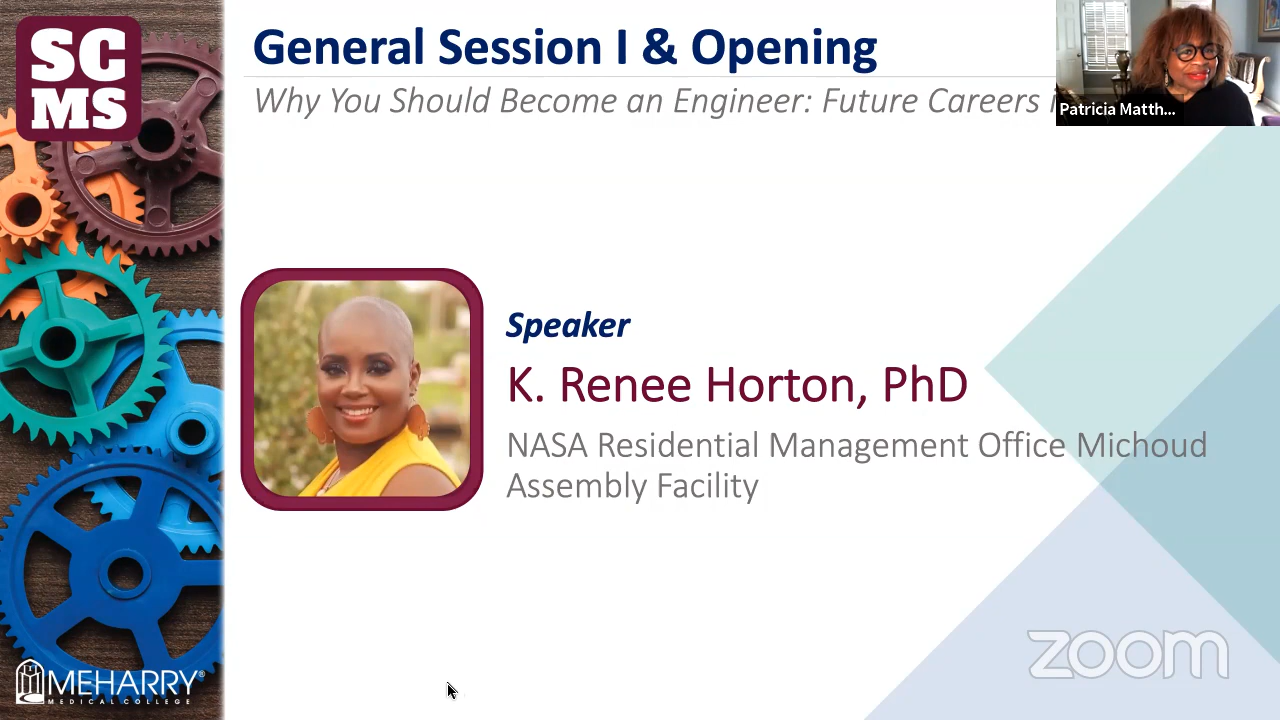 SC
MS
General Session I & Opening
Why You Should Become an Engineer: Future Careers
Patricia Matth...
Speaker
K. Renee Horton, PhD
NASA Residential Management Office Michoud
Assembly Facility
zoom
MEHARRY®
MEDICAL COLLEGE